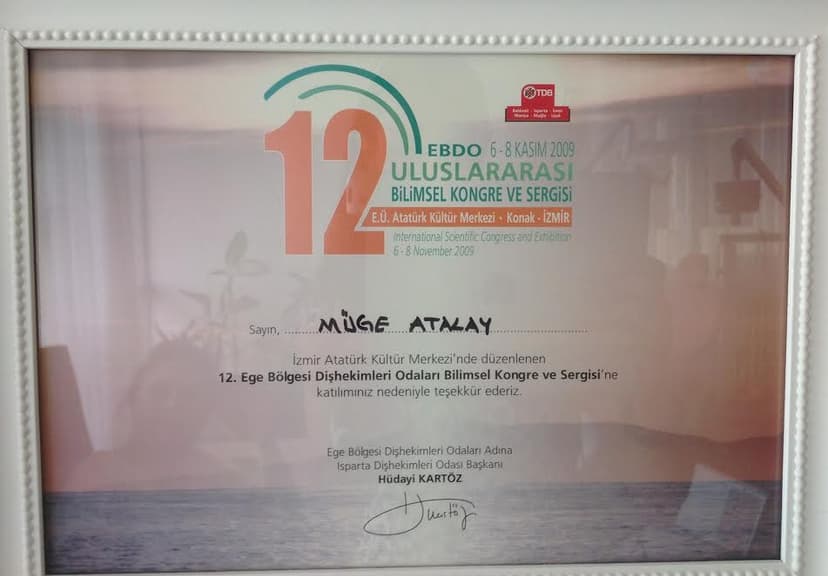 TDB
12
EBDO 6 - 8 KASIM 2009
ULUSLARARASI
BİLİMSEL KONGRE VE SERGİSİ
E.Ü. Atatürk Kültür Merkezi • Konak - İZMİR
International Scientific Congress and Exhibition
6 - 8 November 2009
Sayın, MÜGE ATALAY
İzmir Atatürk Kültür Merkezi'nde düzenlenen
12. Ege Bölgesi Dişhekimleri Odaları Bilimsel Kongre ve Sergisi'ne
katılımınız nedeniyle teşekkür ederiz.
Ege Bölgesi Dişhekimleri Odaları Adına
Isparta Dişhekimleri Odası Başkanı
Hüdayi KARTÖZ